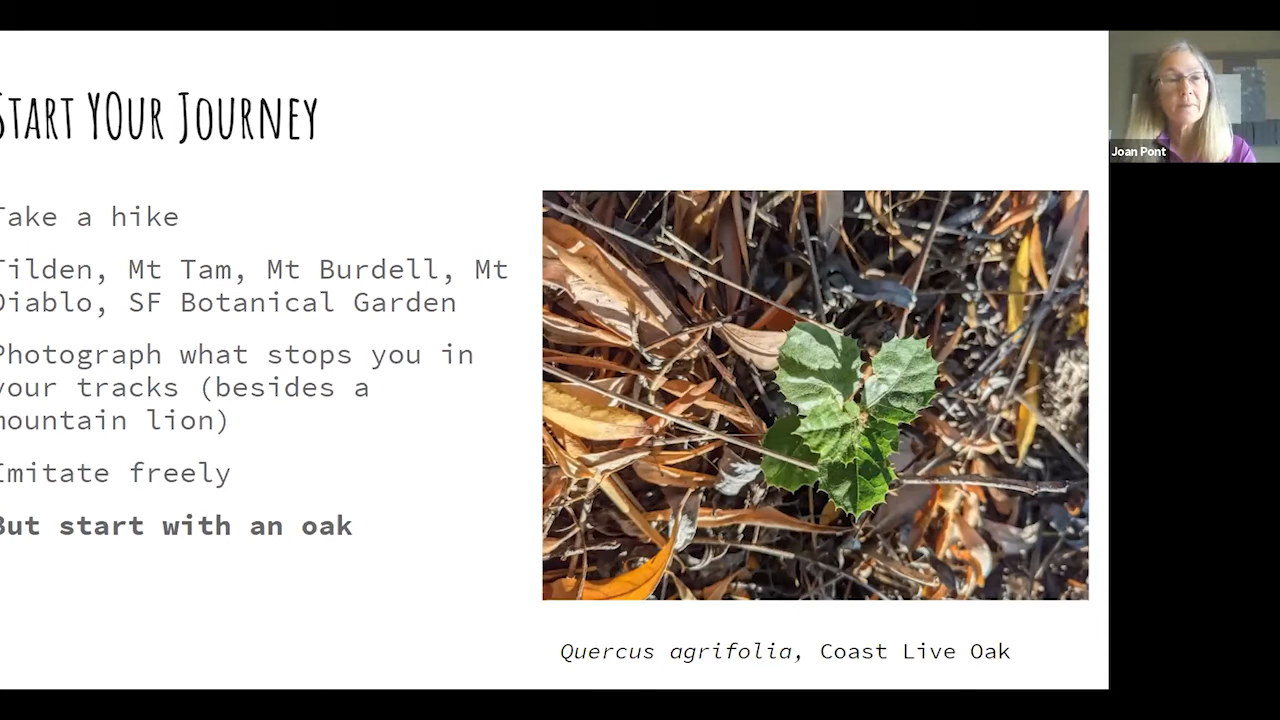 START YOUR JOURNEY
Take a hike
Tilden, Mt Tam, Mt Burdell, Mt
Diablo, SF Botanical Garden
Photograph what stops you in
your tracks (besides a
mountain lion)
Imitate freely
But start with an oak
Quercus agrifolia, Coast Live Oak
Joan Pont